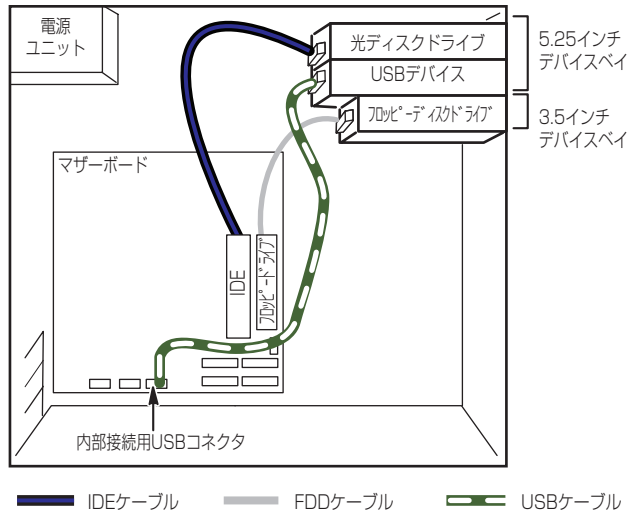 電源
ユニット
光ディスクドライブ
USBデバイス
フロッピーディスクドライブ
5.25インチ
デバイスベイ
3.5インチ
デバイスベイ
マザーボード
IDE
フロッピードライブ
内部接続用USBコネクタ
IDEケーブル
FDDケーブル
USBケーブル